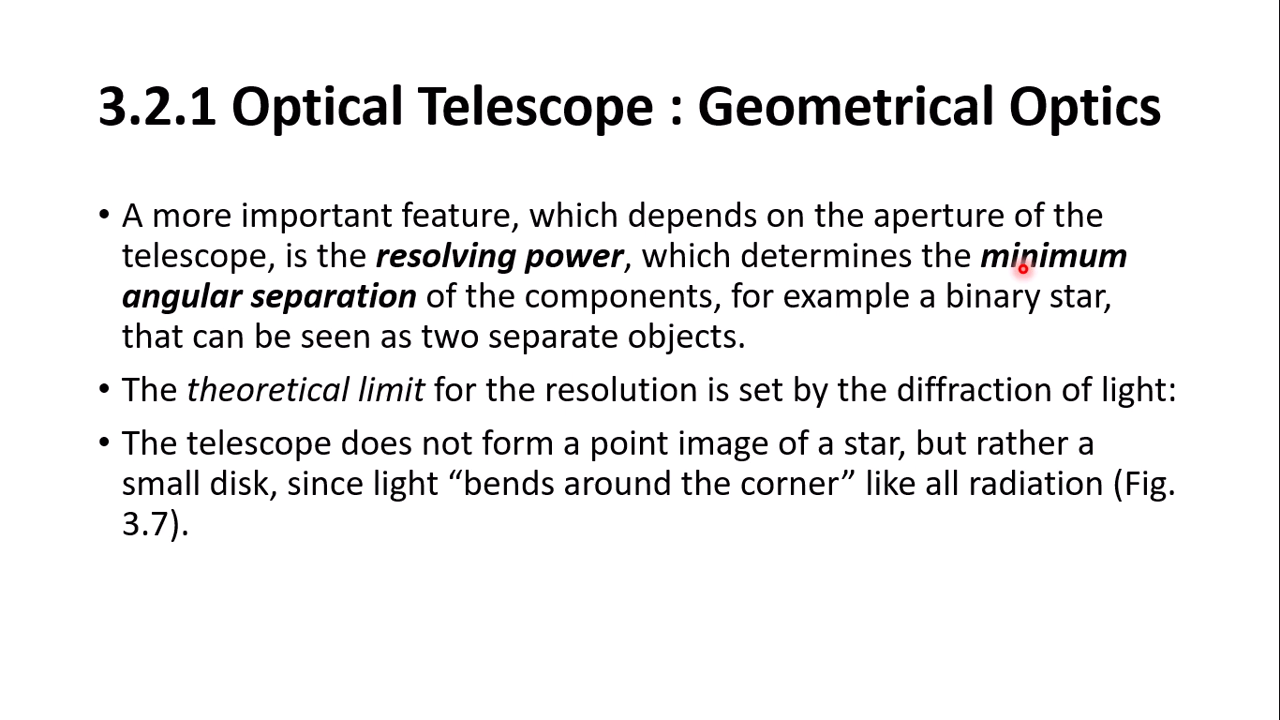 3.2.1 Optical Telescope : Geometrical Optics
• A more important feature, which depends on the aperture of the
telescope, is the resolving power, which determines the minimum
angular separation of the components, for example a binary star,
that can be seen as two separate objects.
• The theoretical limit for the resolution is set by the diffraction of light:
• The telescope does not form a point image of a star, but rather a
small disk, since light “bends around the corner” like all radiation (Fig.
3.7).